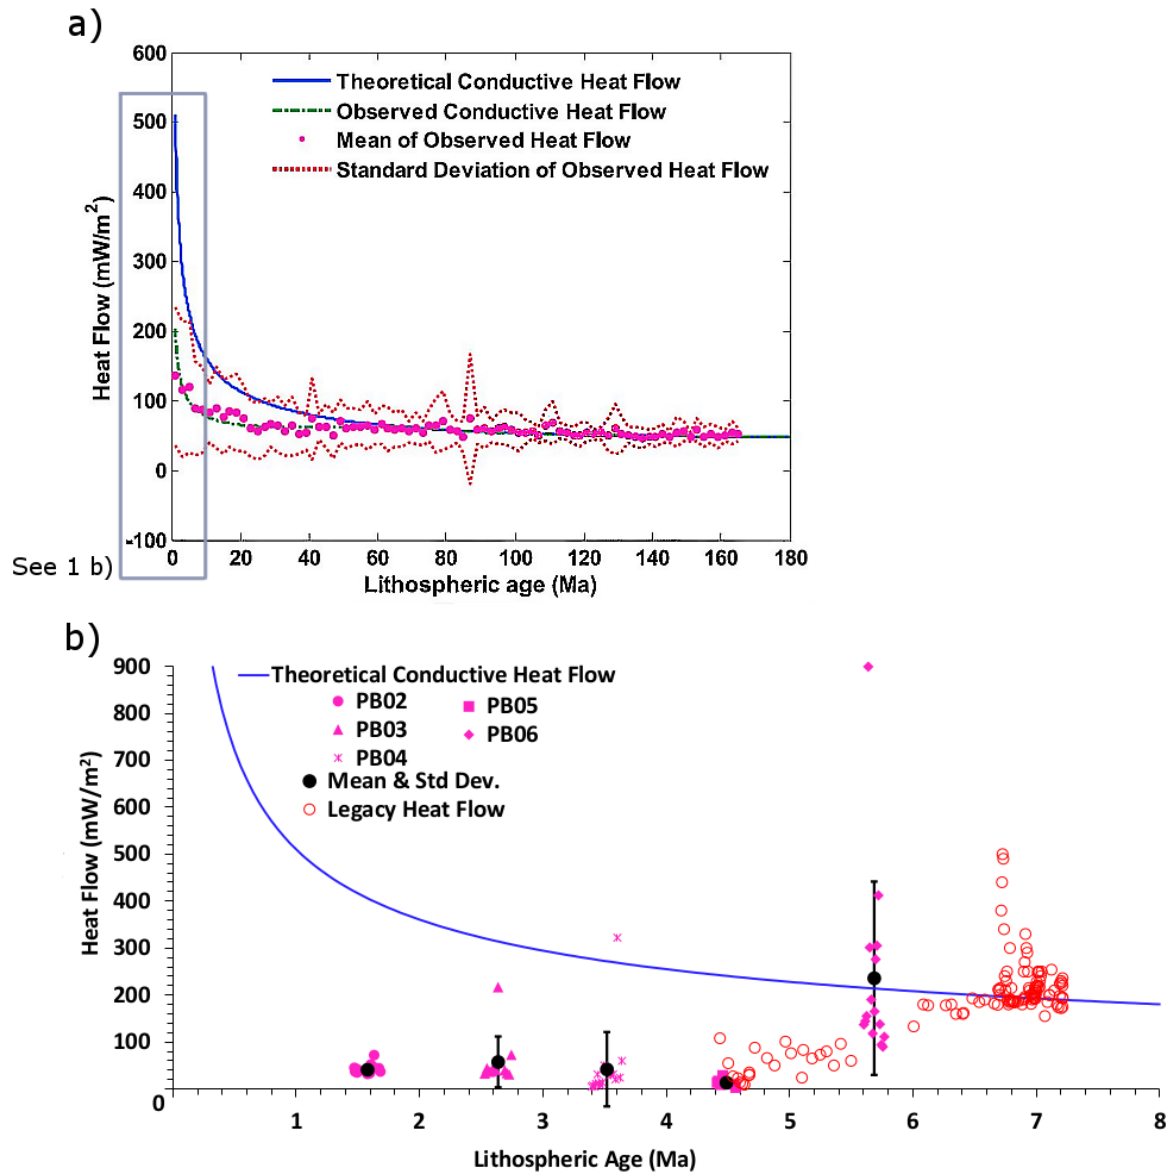 a)
600
500
400
300
200
100
0
-100
Heat Flow (mW/m²)
Theoretical Conductive Heat Flow
Observed Conductive Heat Flow
Mean of Observed Heat Flow
Standard Deviation of Observed Heat Flow
0 20 40 60 80 100 120 140 160 180
See 1 b)
Lithospheric age (Ma)
b)
900
800
700
600
500
400
300
200
100
0
Heat Flow (mW/m²)
Theoretical Conductive Heat Flow
PB02 PB05
PB03 PB06
PB04
Mean & Std Dev.
Legacy Heat Flow
1 2 3 4 5 6 7 8
Lithospheric Age (Ma)